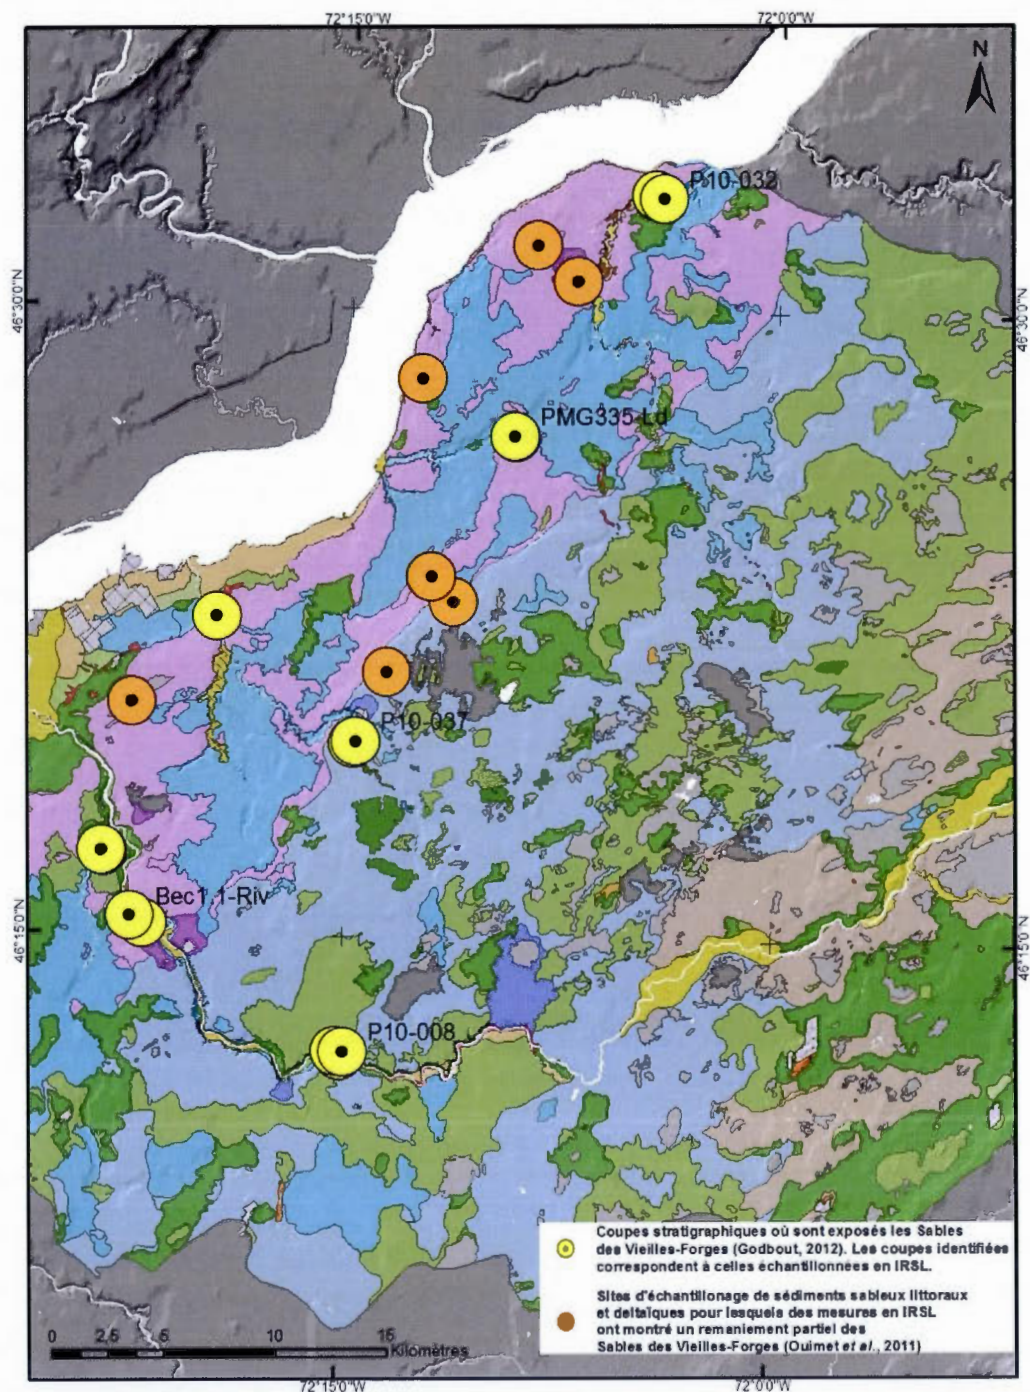 72°15'0"W
72°0'0"W
N
P10-032
46°30'0"N
46°30'0"N
PMG335-Ld
P10-037
Bec1.1-Riv
46°15'0"N
46°15'0"N
P10-008
Coupes stratigraphiques où sont exposés les Sables
des Vieilles-Forges (Godbout, 2012). Les coupes identifiées
correspondent à celles échantillonnées en IRSL.
Sites d'échantillonage de sédiments sableux littoraux
et deltaïques pour lesquels des mesures en IRSL
ont montré un remaniement partiel des
Sables des Vieilles-Forges (Ouimet et al., 2011)
0 2,5 5 10 15
Kilomètres
72°15'0"W
72°0'0"W